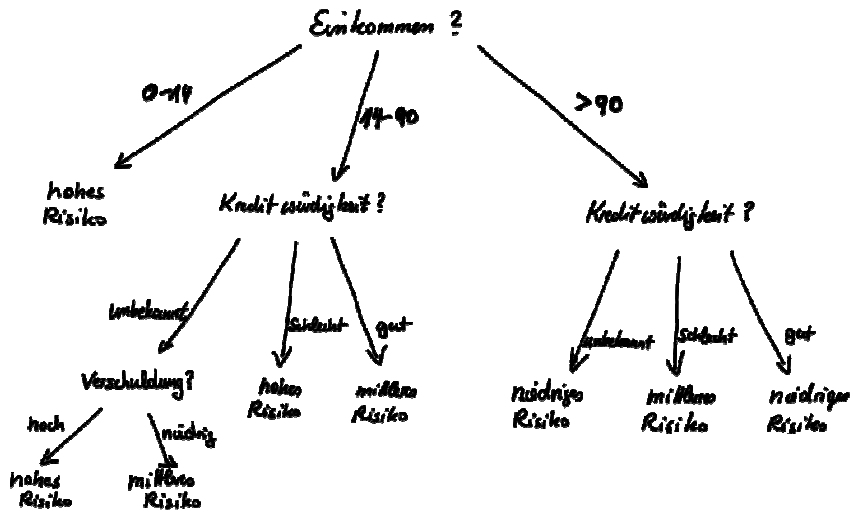 Einkommen ?
0-14
14-90
>90
hohes
Risiko
Kreditwürdigkeit ?
Kreditwürdigkeit ?
unbekannt
schlecht
gut
unbekannt
schlecht
gut
Verschuldung?
hohes
Risiko
mittleres
Risiko
niedriges
Risiko
mittleres
Risiko
niedriges
Risiko
hoch
niedrig
hohes
Risiko
mittleres
Risiko